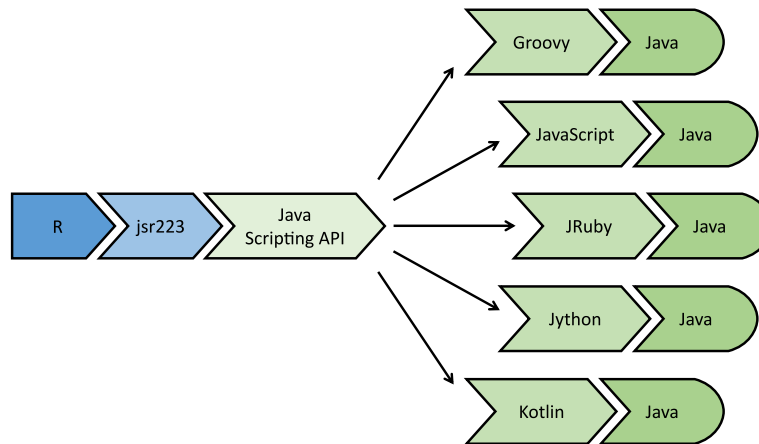 Groovy
Java
JavaScript
Java
R
jsr223
Java
Scripting API
JRuby
Java
Jython
Java
Kotlin
Java